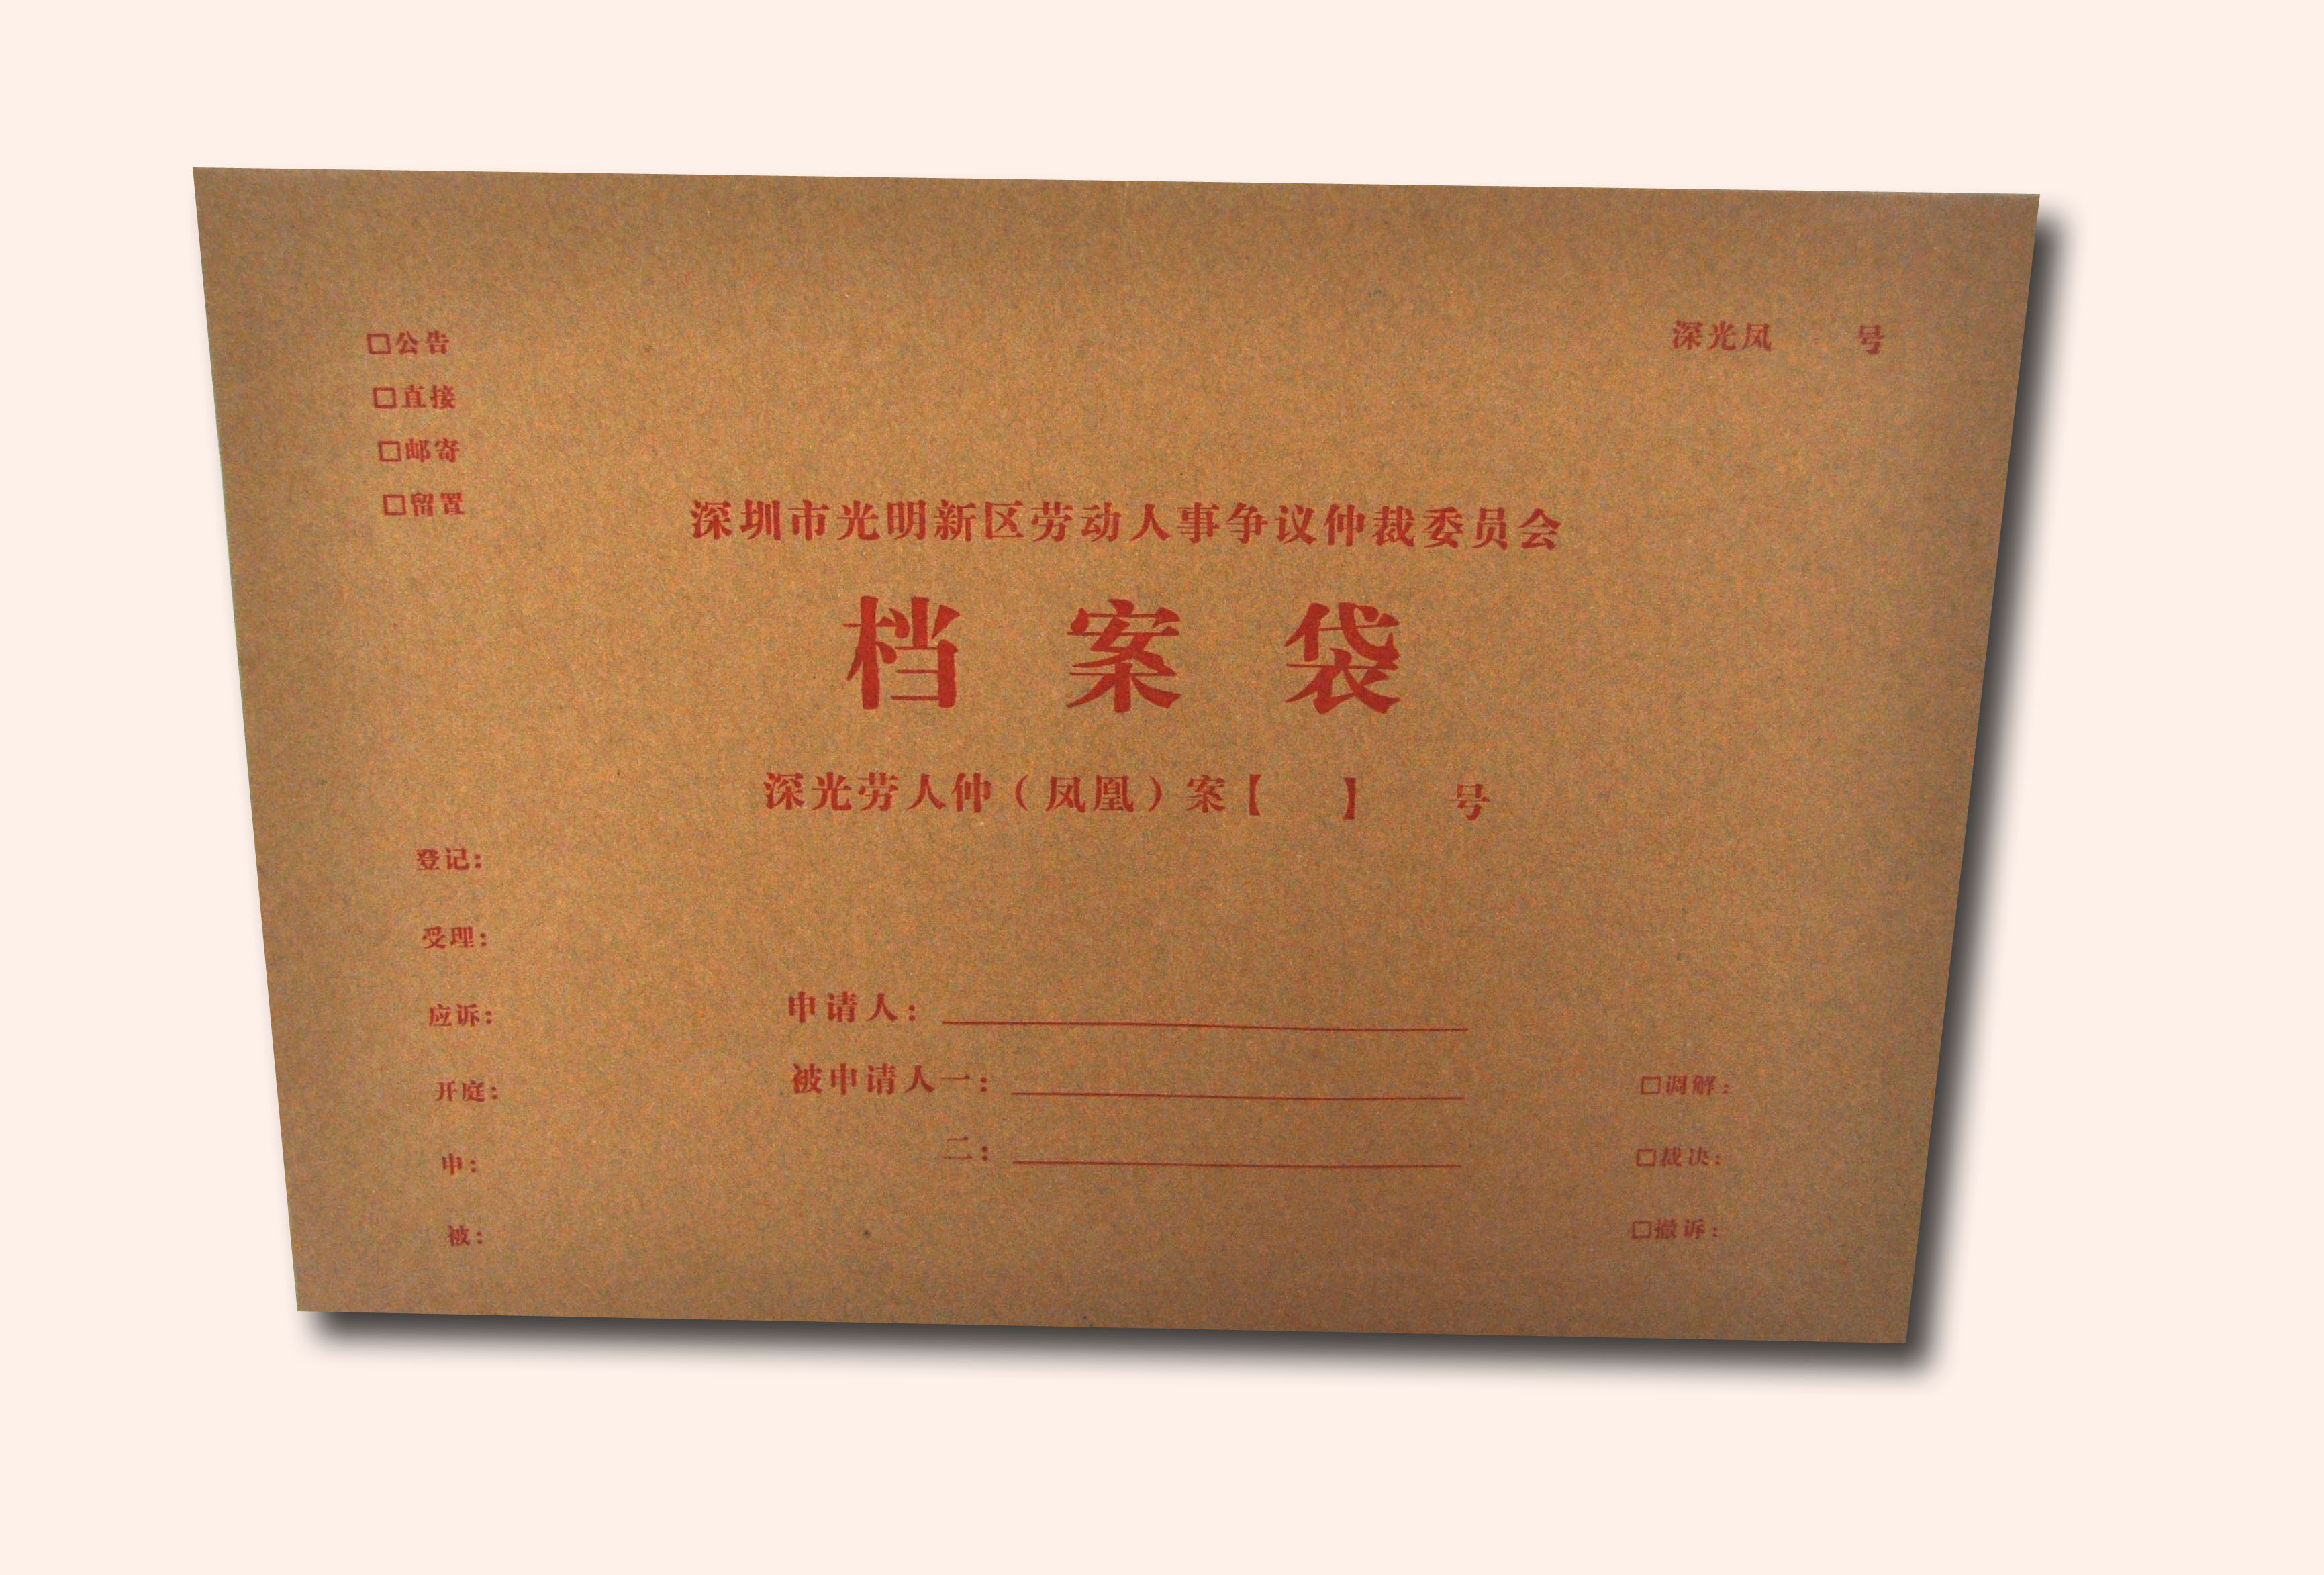 □公告
深光凤 号
□直接
□邮寄
□留置
深圳市光明新区劳动人事争议仲裁委员会
档案袋
深光劳人仲（凤凰）案【 】 号
登记：
受理：
应诉：
开庭：
申：
被：
申请人：
被申请人一：
二：
□调解：
□裁决：
□撤诉：